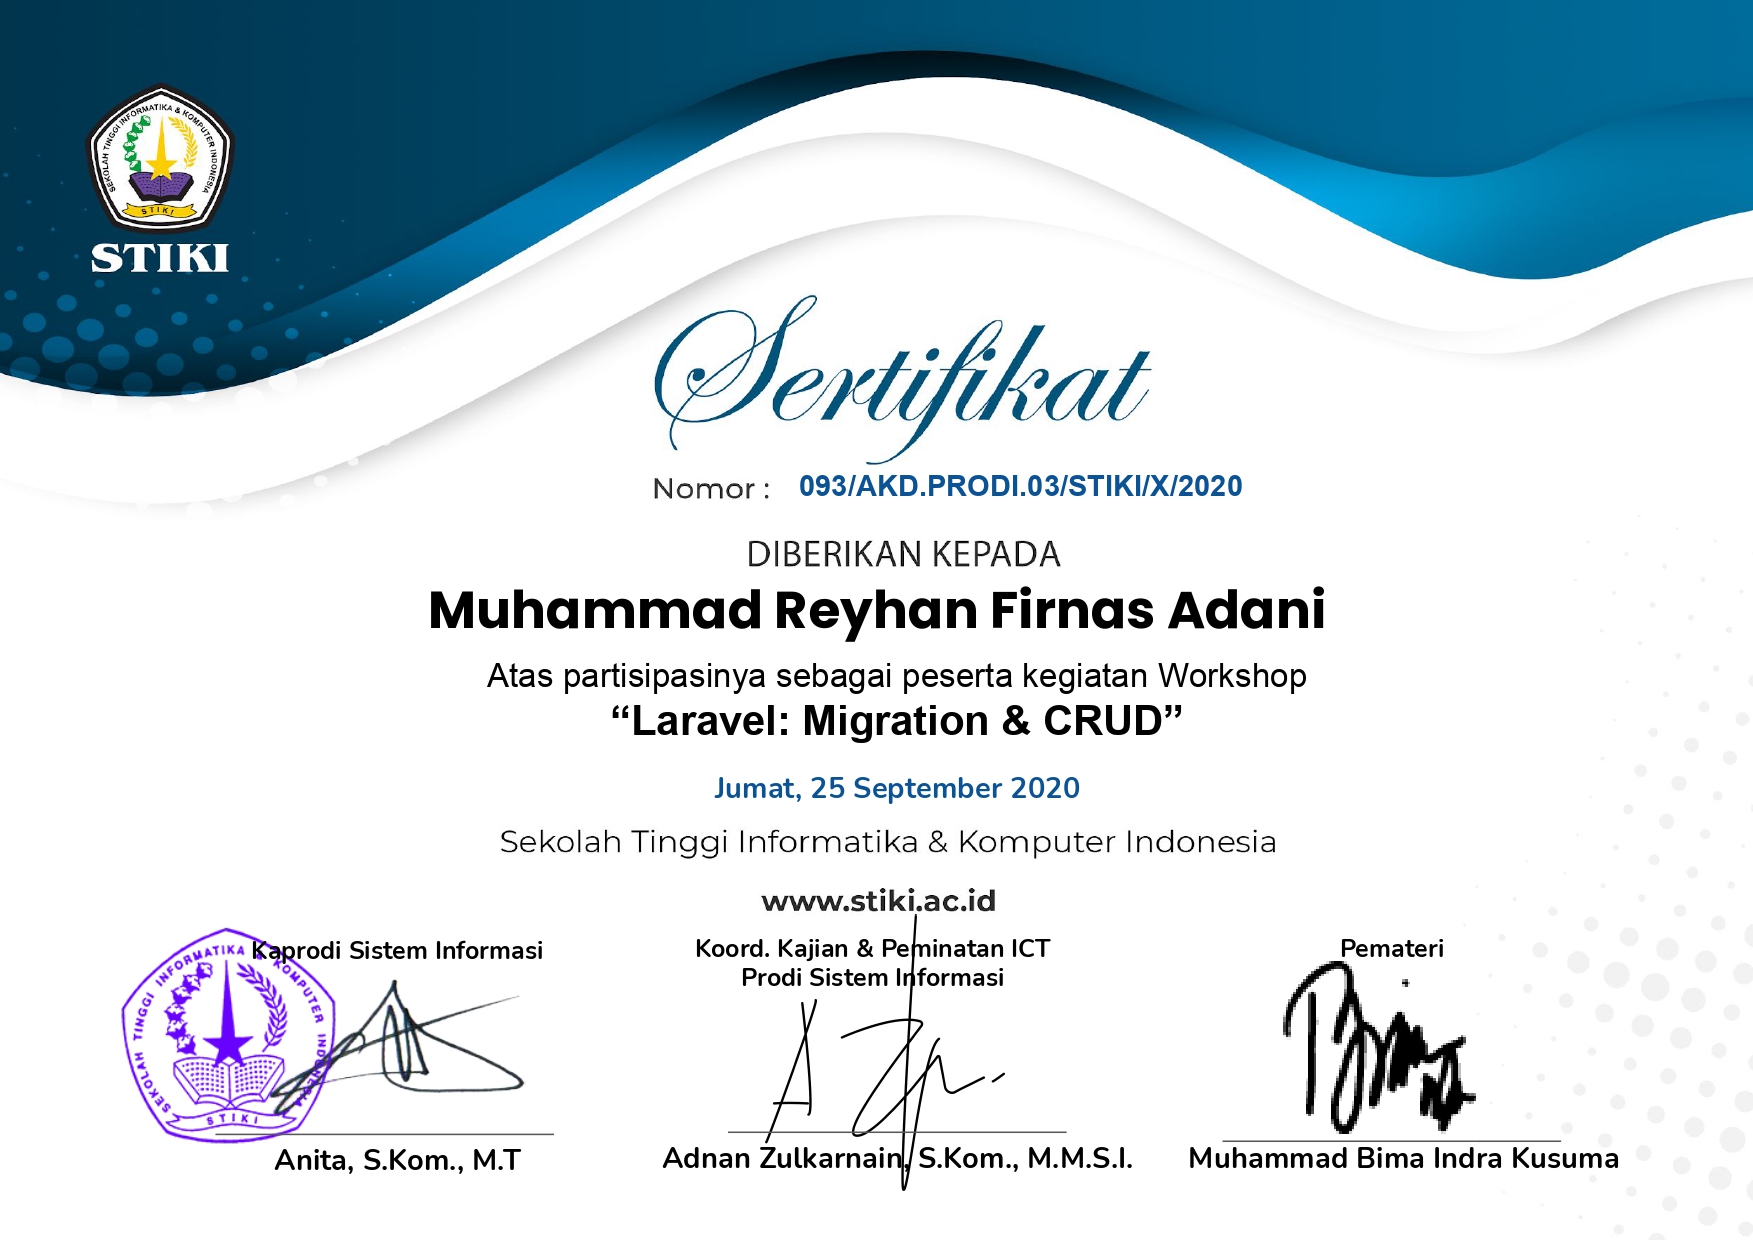 SEKOLAH TINGGI INFORMATIKA & KOMPUTER INDONESIA
STIKI
STIKI
Sertifikat
Nomor : 093/AKD.PRODI.03/STIKI/X/2020
DIBERIKAN KEPADA
Muhammad Reyhan Firnas Adani
Atas partisipasinya sebagai peserta kegiatan Workshop
“Laravel: Migration & CRUD”
Jumat, 25 September 2020
Sekolah Tinggi Informatika & Komputer Indonesia
www.stiki.ac.id
Kaprodi Sistem Informasi
SEKOLAH TINGGI INFORMATIKA & KOMPUTER INDONESIA
STIKI
Anita, S.Kom., M.T
Koord. Kajian & Peminatan ICT
Prodi Sistem Informasi
Adnan Zulkarnain, S.Kom., M.M.S.I.
Pemateri
Bima
Muhammad Bima Indra Kusuma